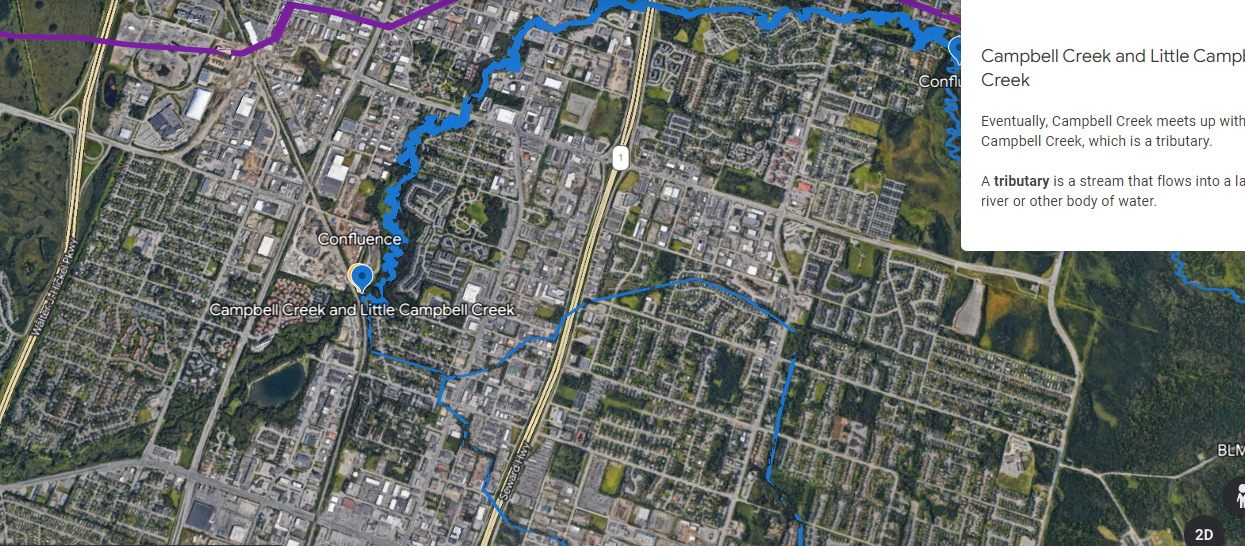 Campbell Creek and Little Campb
Creek
Conflu
Eventually, Campbell Creek meets up with
Campbell Creek, which is a tributary.
1
A tributary is a stream that flows into a la
river or other body of water.
Confluence
Walter J Hickel Pkwy
Campbell Creek and Little Campbell Creek
Seward Hwy
BLM
2D